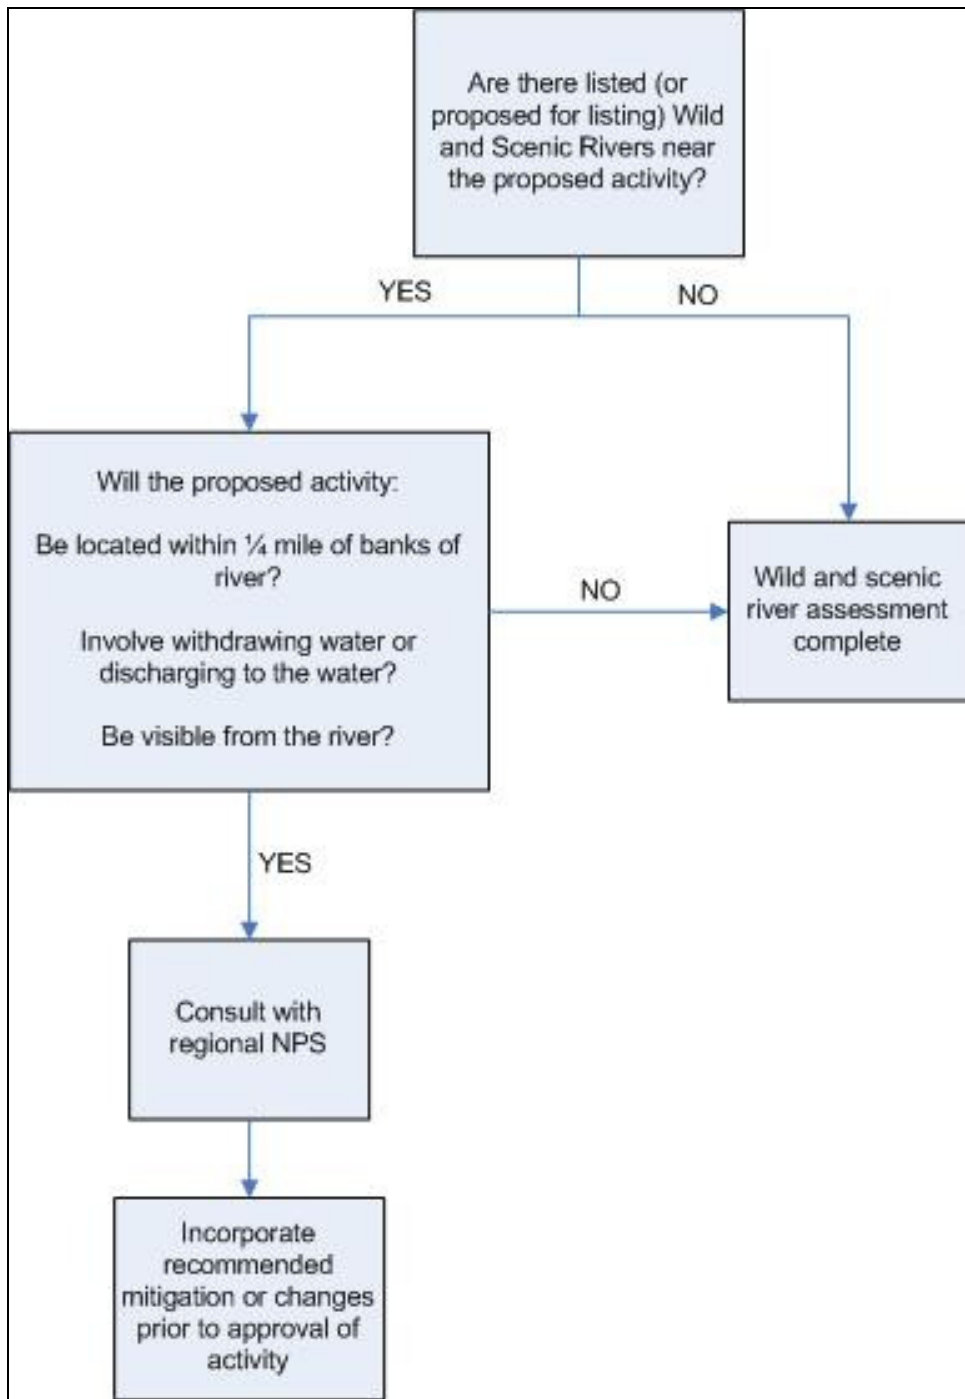 Are there listed (or
proposed for listing) Wild
and Scenic Rivers near
the proposed activity?
YES
NO
Will the proposed activity:
Be located within ¼ mile of banks of
river?
Involve withdrawing water or
discharging to the water?
Be visible from the river?
NO
Wild and scenic
river assessment
complete
YES
Consult with
regional NPS
Incorporate
recommended
mitigation or changes
prior to approval of
activity